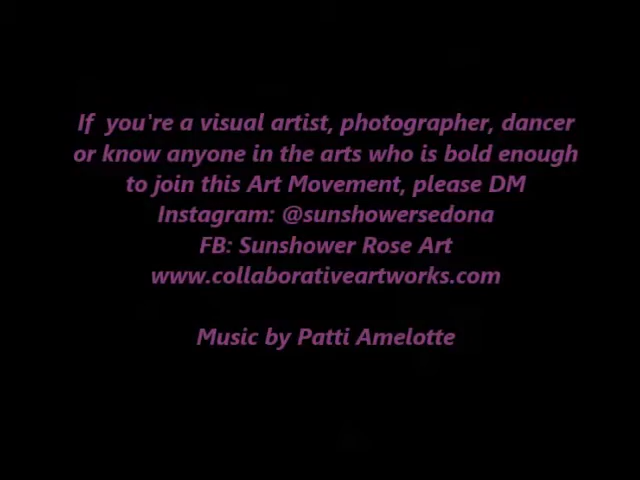 If you're a visual artist, photographer, dancer
or know anyone in the arts who is bold enough
to join this Art Movement, please DM
Instagram: @sunshowersedona
FB: Sunshower Rose Art
www.collaborativeartworks.com
Music by Patti Amelotte